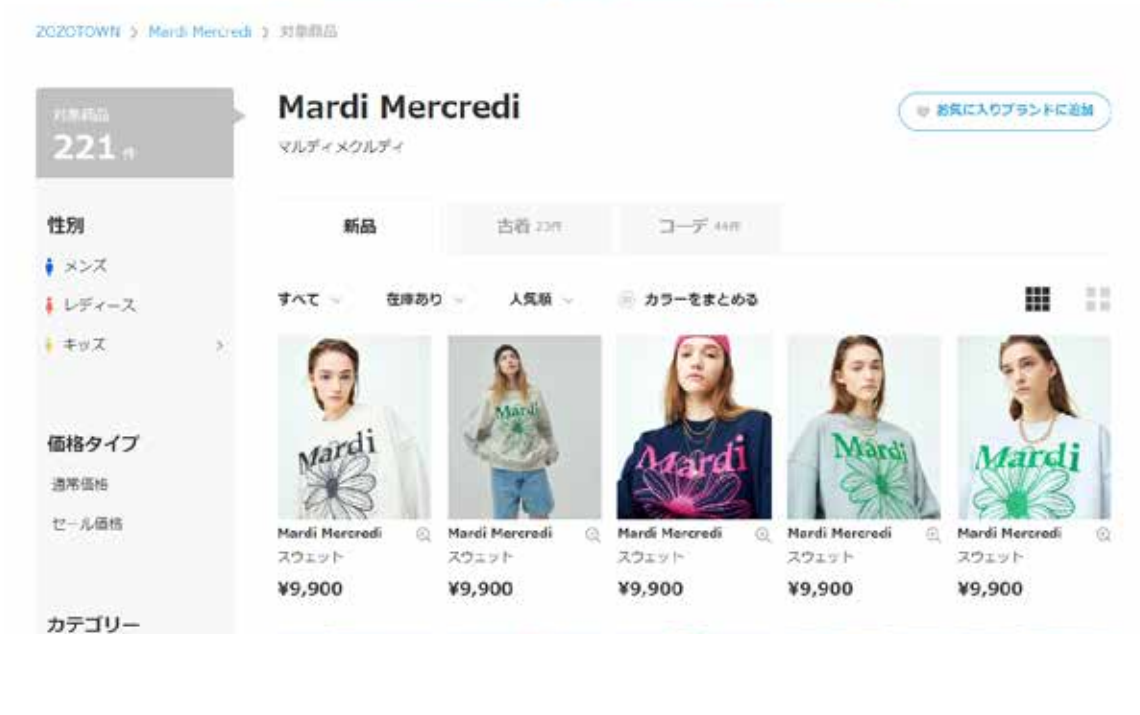 ZOZOTOWN > Mardi Mercredi > 対象商品
対象商品
221 件
Mardi Mercredi
マルディメクルディ
お気に入りブランドに追加
新品
古着 23件
コーデ 44件
性別
メンズ
レディース
キッズ
すべて
在庫あり
人気順
カラーをまとめる
Mardi
Mardi
Mardi
Mardi
Mardi
価格タイプ
通常価格
セール価格
Mardi Mercredi
スウェット
¥9,900
Mardi Mercredi
スウェット
¥9,900
Mardi Mercredi
スウェット
¥9,900
Mardi Mercredi
スウェット
¥9,900
Mardi Mercredi
スウェット
¥9,900
カテゴリー